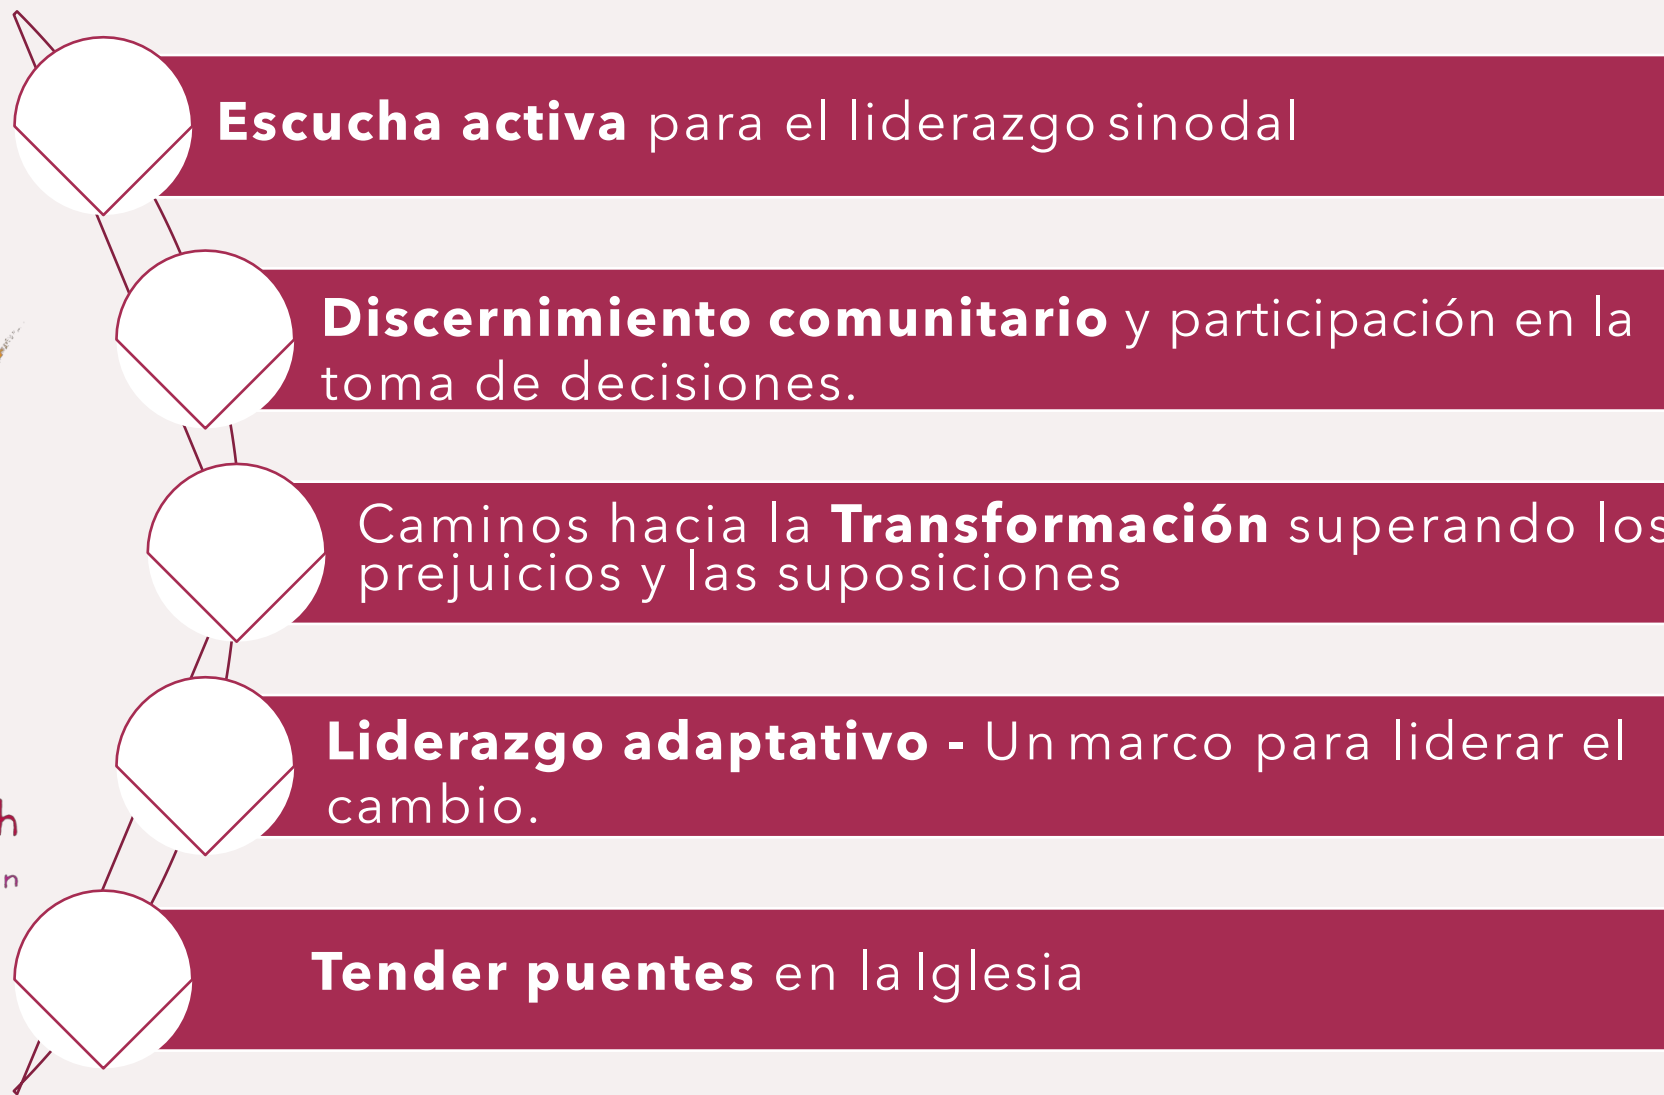 Escucha activa para el liderazgo sinodal
Discernimiento comunitario y participación en la
toma de decisiones.
Caminos hacia la Transformación superando los
prejuicios y las suposiciones
Liderazgo adaptativo - Un marco para liderar el
cambio.
h
n
Tender puentes en la Iglesia